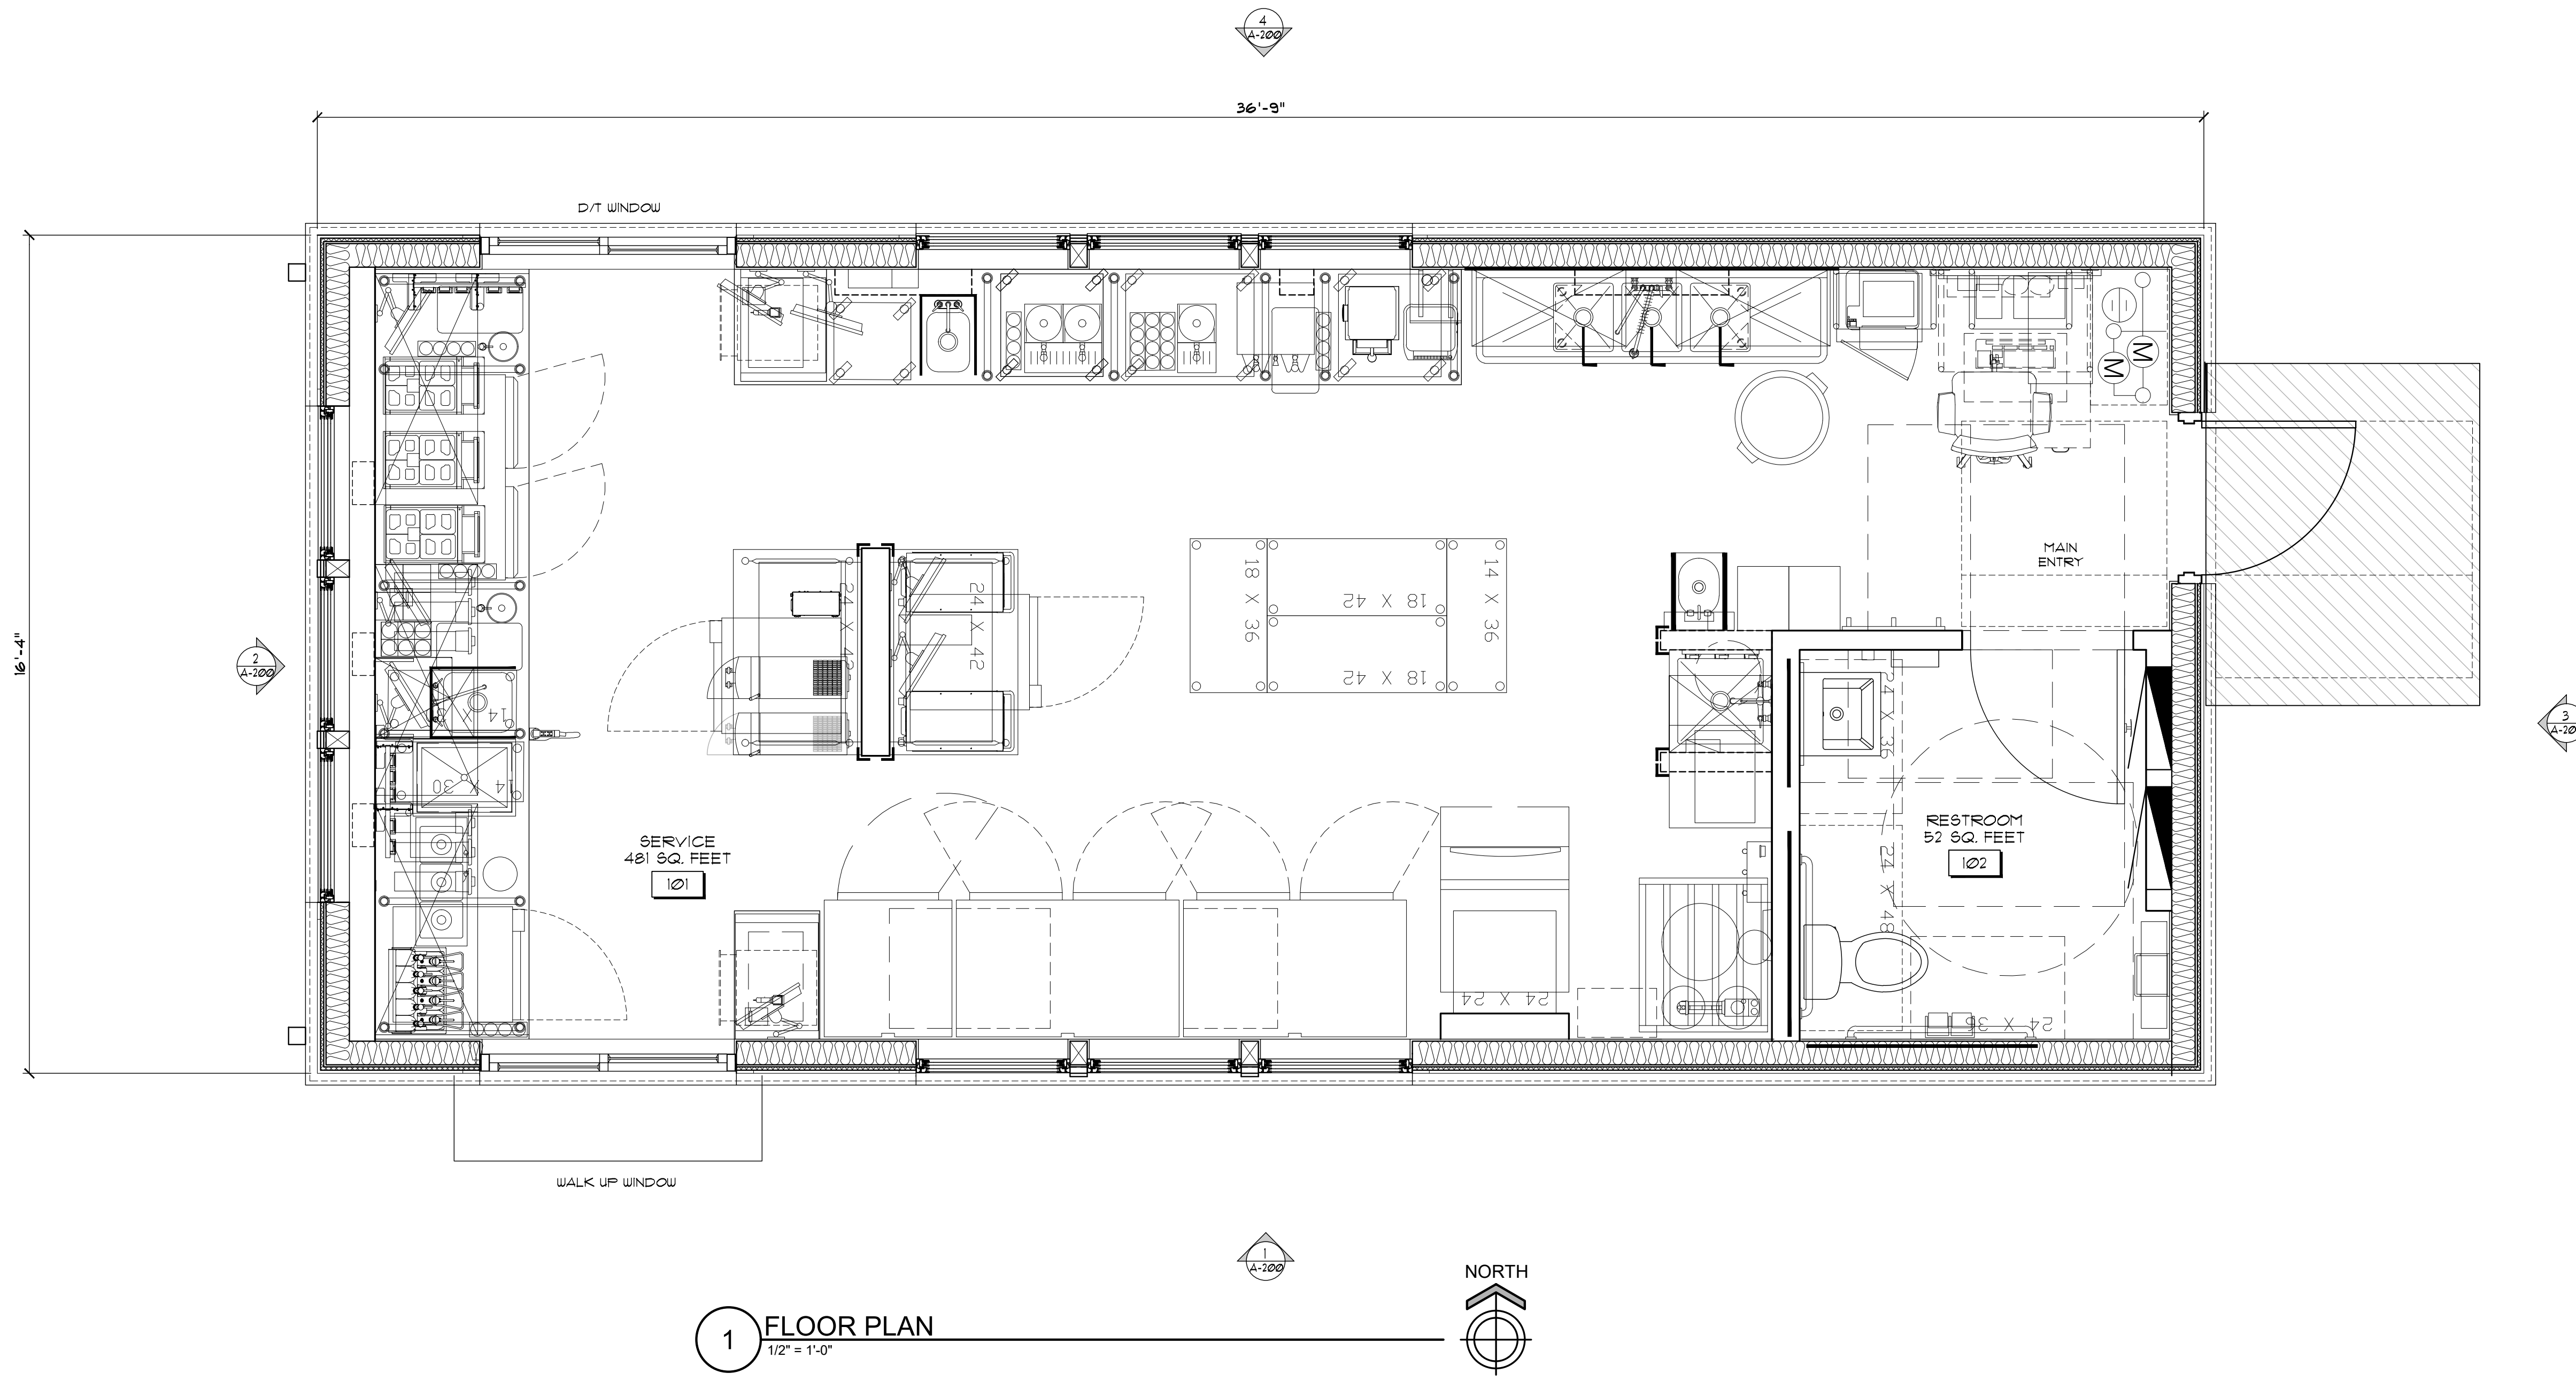 4
A-200
36'-9"
D/T WINDOW
16'-4"
M
M
MAIN
ENTRY
18 X 36
18 X 42
18 X 42
14 X 36
24 X 42
24 X 42
2
A-200
3
14 X
14 X 30
24 X 36
SERVICE
481 SQ. FEET
101
RESTROOM
52 SQ. FEET
102
24 X 48
24 X 24
24 X 36
WALK UP WINDOW
1
A-200
NORTH
1
FLOOR PLAN
1/2" = 1'-0"